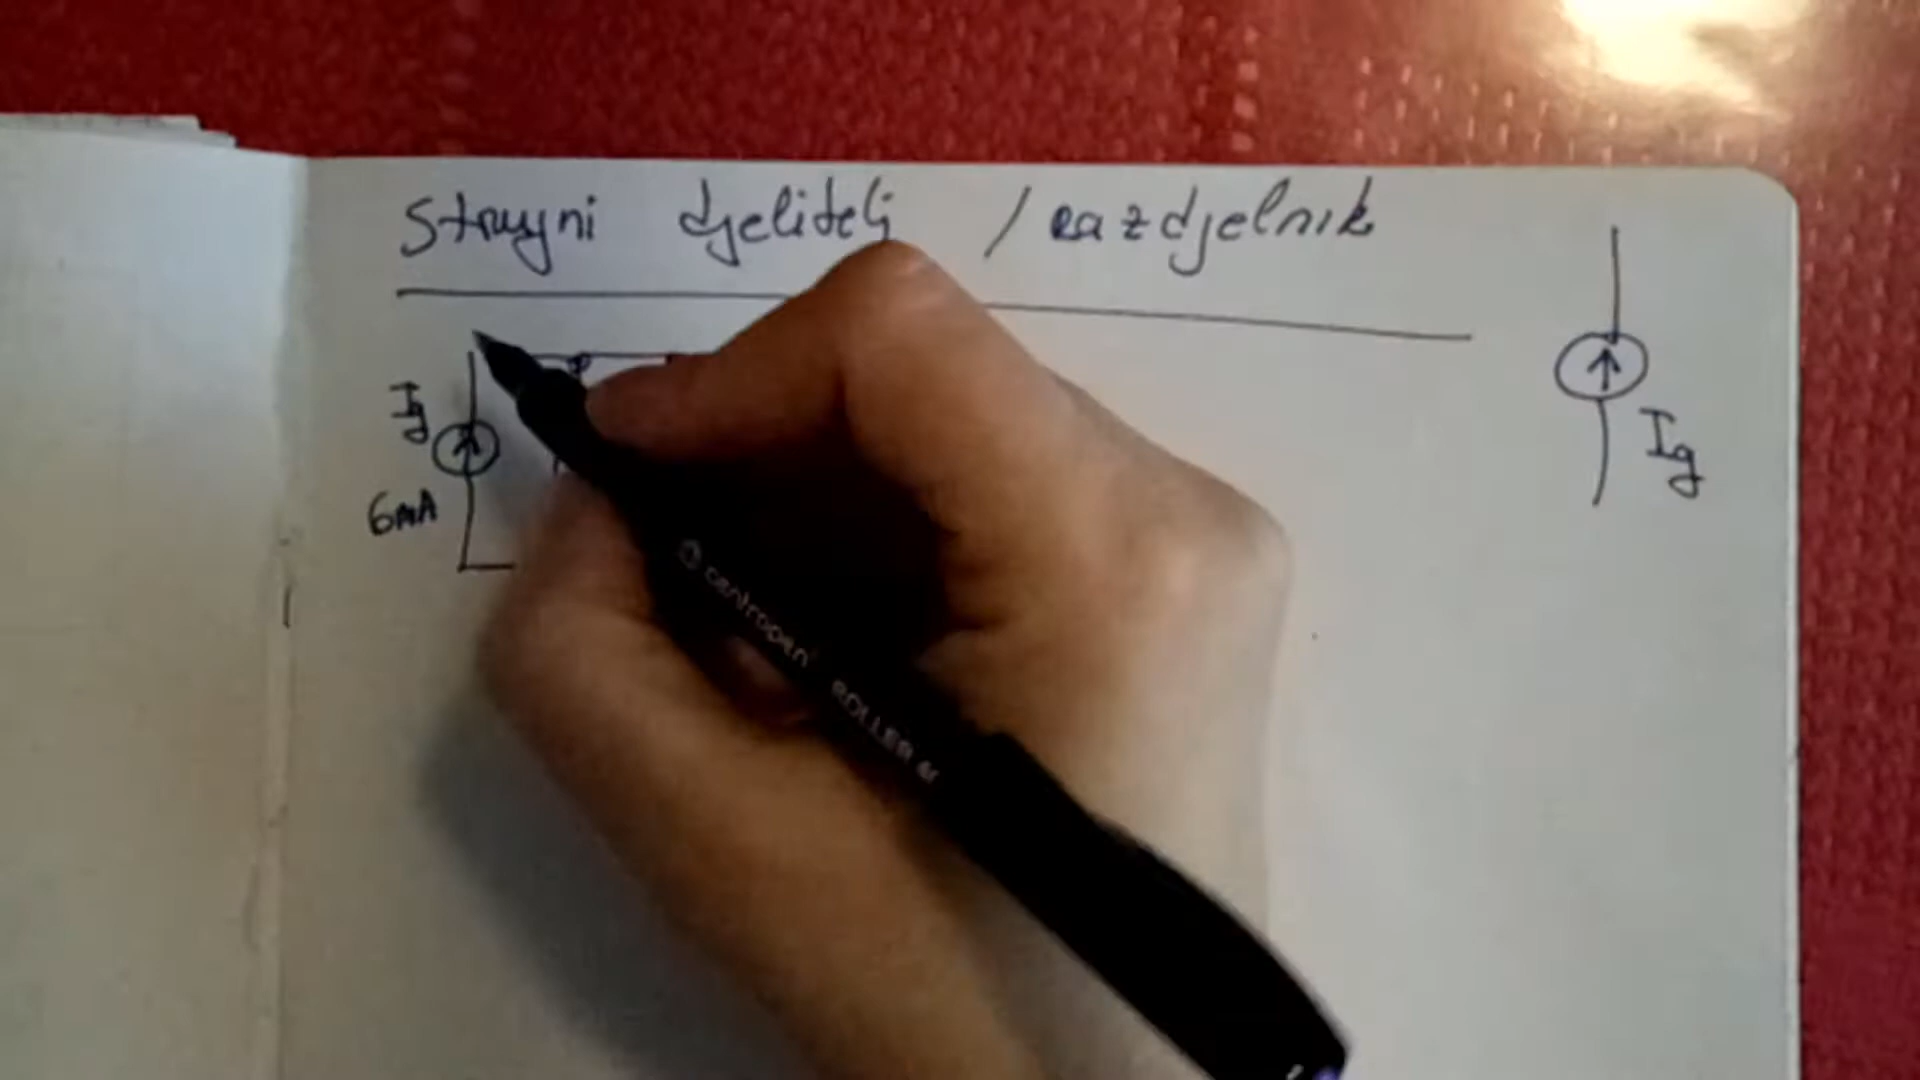 Strujni djelitelj / razdjelnik
Ig
6mA
Ig
centropen ROLLER